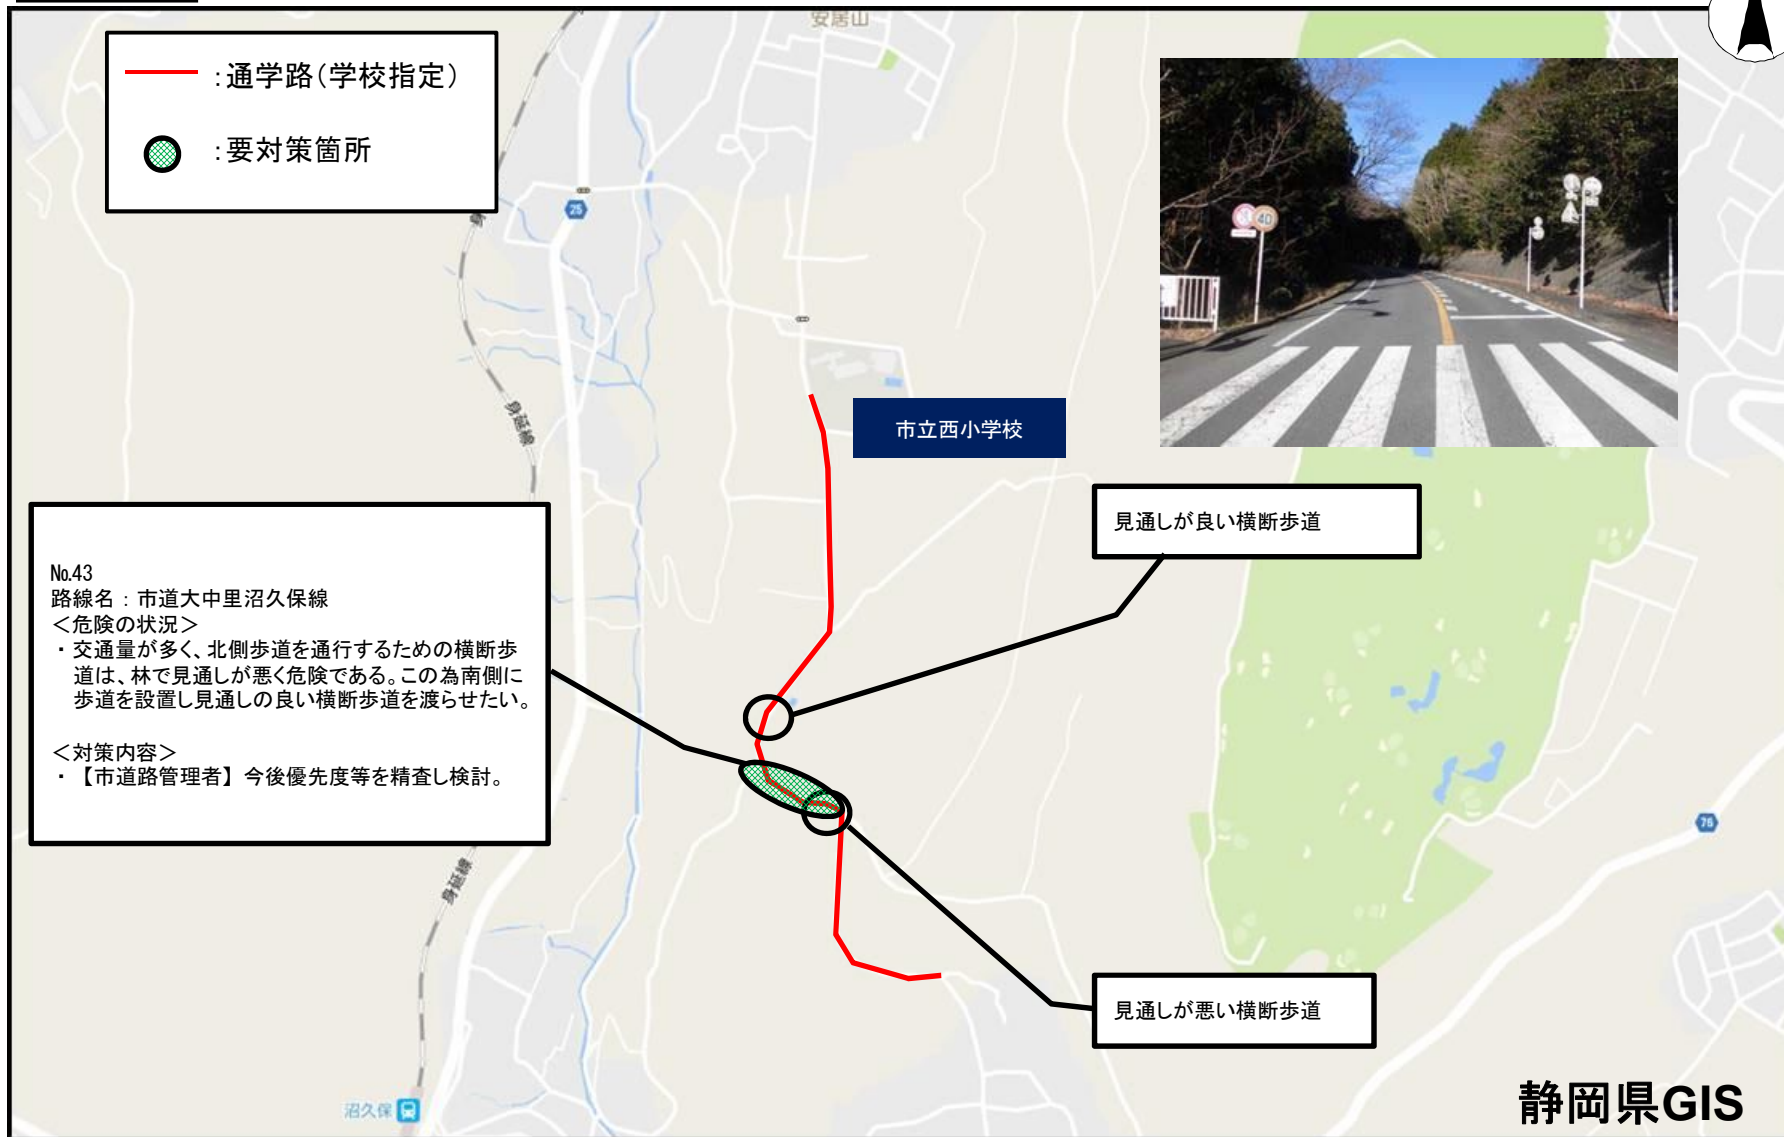 安居山
：通学路（学校指定）
：要対策箇所
25
40
身延線
市立西小学校
見通しが良い横断歩道
No.43
路線名：市道大中里沼久保線
＜危険の状況＞
・交通量が多く、北側歩道を通行するための横断歩
道は、林で見通しが悪く危険である。この為南側に
歩道を設置し見通しの良い横断歩道を渡らせたい。
＜対策内容＞
・【市道路管理者】今後優先度等を精査し検討。
76
身延線
見通しが悪い横断歩道
沼久保
静岡県GIS